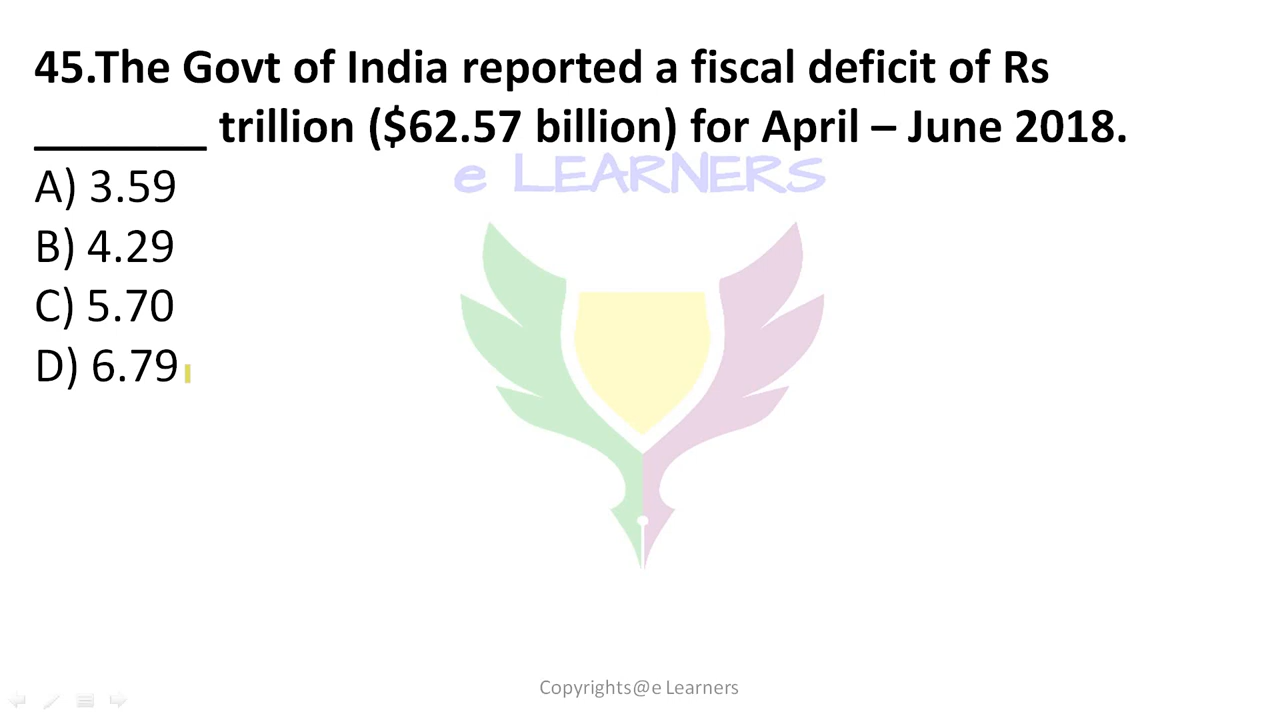 45.The Govt of India reported a fiscal deficit of Rs
_______ trillion ($62.57 billion) for April – June 2018.
e LEARNERS
A) 3.59
B) 4.29
C) 5.70
D) 6.79
Copyrights@e Learners